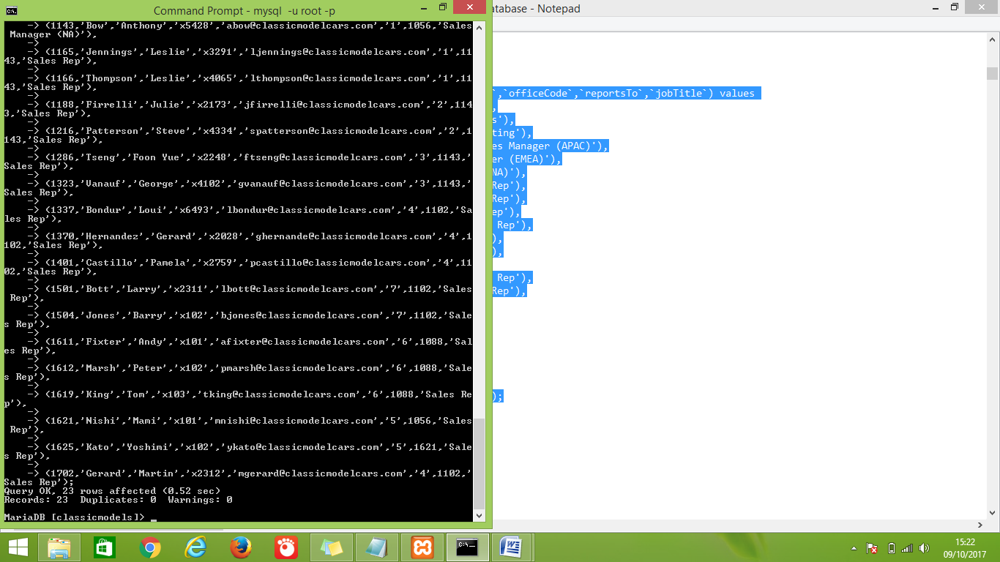 Command Prompt - mysql  -u root -p
-> (1143,'Bow','Anthony','x5428','abow@classicmodelcars.com','1',1056,'Sales
 Manager (NA)'),
->
-> (1165,'Jennings','Leslie','x3291','ljennings@classicmodelcars.com','1',11
43,'Sales Rep'),
->
-> (1166,'Thompson','Leslie','x4065','lthompson@classicmodelcars.com','1',11
43,'Sales Rep'),
->
-> (1188,'Firrelli','Julie','x2173','jfirrelli@classicmodelcars.com','2',114
3,'Sales Rep'),
->
-> (1216,'Patterson','Steve','x4334','spatterson@classicmodelcars.com','2',1
143,'Sales Rep'),
->
-> (1286,'Tseng','Foon Yue','x2248','ftseng@classicmodelcars.com','3',1143,'
Sales Rep'),
->
-> (1323,'Vanauf','George','x4102','gvanauf@classicmodelcars.com','3',1143,'
Sales Rep'),
->
-> (1337,'Bondur','Loui','x6493','lbondur@classicmodelcars.com','4',1102,'Sa
les Rep'),
->
-> (1370,'Hernandez','Gerard','x2028','ghernande@classicmodelcars.com','4',1
102,'Sales Rep'),
->
-> (1401,'Castillo','Pamela','x2759','pcastillo@classicmodelcars.com','4',11
02,'Sales Rep'),
->
-> (1501,'Bott','Larry','x2311','lbott@classicmodelcars.com','7',1102,'Sales
 Rep'),
->
-> (1504,'Jones','Barry','x102','bjones@classicmodelcars.com','7',1102,'Sale
s Rep'),
->
-> (1611,'Fixter','Andy','x101','afixter@classicmodelcars.com','6',1088,'Sal
es Rep'),
->
-> (1612,'Marsh','Peter','x102','pmarsh@classicmodelcars.com','6',1088,'Sale
s Rep'),
->
-> (1619,'King','Tom','x103','tking@classicmodelcars.com','6',1088,'Sales Re
p'),
->
-> (1621,'Nishi','Mami','x101','mnishi@classicmodelcars.com','5',1056,'Sales
 Rep'),
->
-> (1625,'Kato','Yoshimi','x102','ykato@classicmodelcars.com','5',1621,'Sale
s Rep'),
->
-> (1702,'Gerard','Martin','x2312','mgerard@classicmodelcars.com','4',1102,'
Sales Rep');
Query OK, 23 rows affected (0.52 sec)
Records: 23  Duplicates: 0  Warnings: 0
MariaDB [classicmodels]> _
atabase - Notepad
`,`officeCode`,`reportsTo`,`jobTitle`) values
,
s'),
ting'),
es Manager (APAC)'),
er (EMEA)'),
NA)'),
Rep'),
Rep'),
ep'),
 Rep'),
),
),
 Rep'),
Rep'),
);
C:\_
15:22
09/10/2017